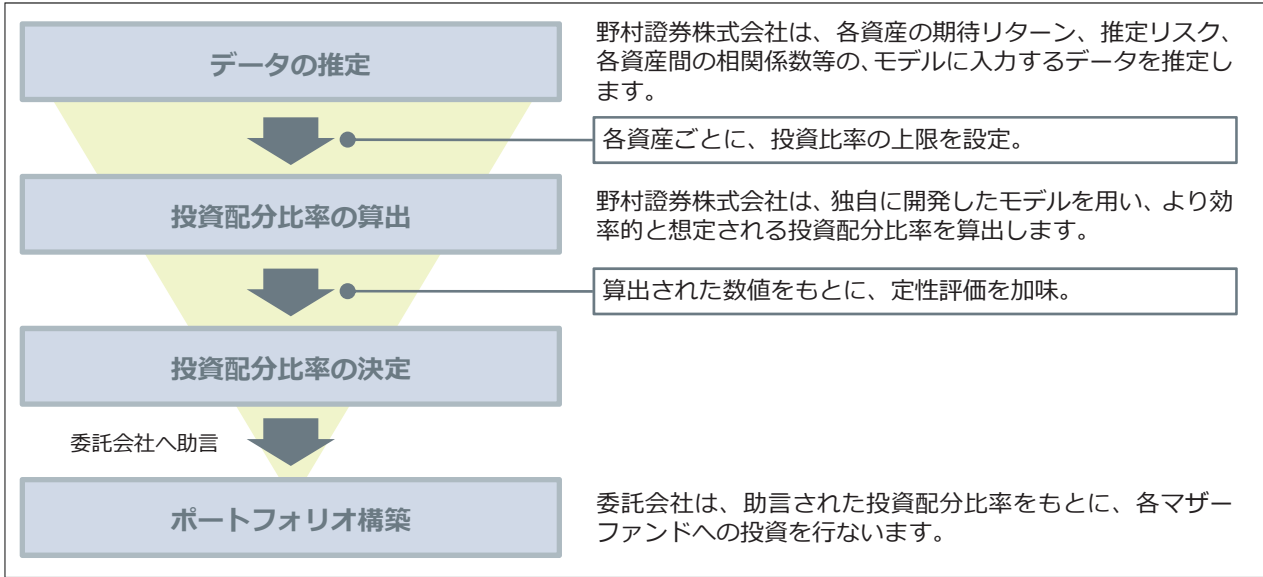 データの推定
野村證券株式会社は、各資産の期待リターン、推定リスク、
各資産間の相関係数等の、モデルに入力するデータを推定し
ます。
各資産ごとに、投資比率の上限を設定。
投資配分比率の算出
野村證券株式会社は、独自に開発したモデルを用い、より効
率的と想定される投資配分比率を算出します。
算出された数値をもとに、定性評価を加味。
投資配分比率の決定
委託会社へ助言
ポートフォリオ構築
委託会社は、助言された投資配分比率をもとに、各マザー
ファンドへの投資を行ないます。